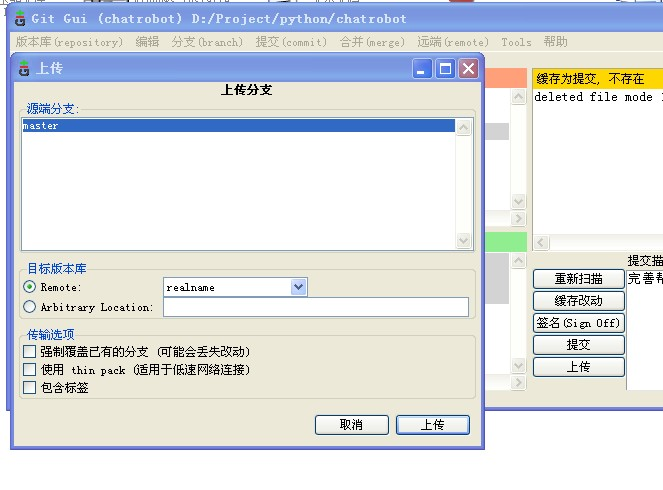 Git Gui (chatrobot) D:/Project/python/chatrobot
版本库(repository) 编辑 分支(branch) 提交(commit) 合并(merge) 远端(remote) Tools 帮助
上传
上传分支
源端分支:
master
目标版本库
Remote: realname
Arbitrary Location:
传输选项
强制覆盖已有的分支 (可能会丢失改动)
使用 thin pack (适用于低速网络连接)
包含标签
取消 上传
缓存为提交, 不存在
deleted file mode
提交描
重新扫描
完善
缓存改动
签名(Sign Off)
提交
上传